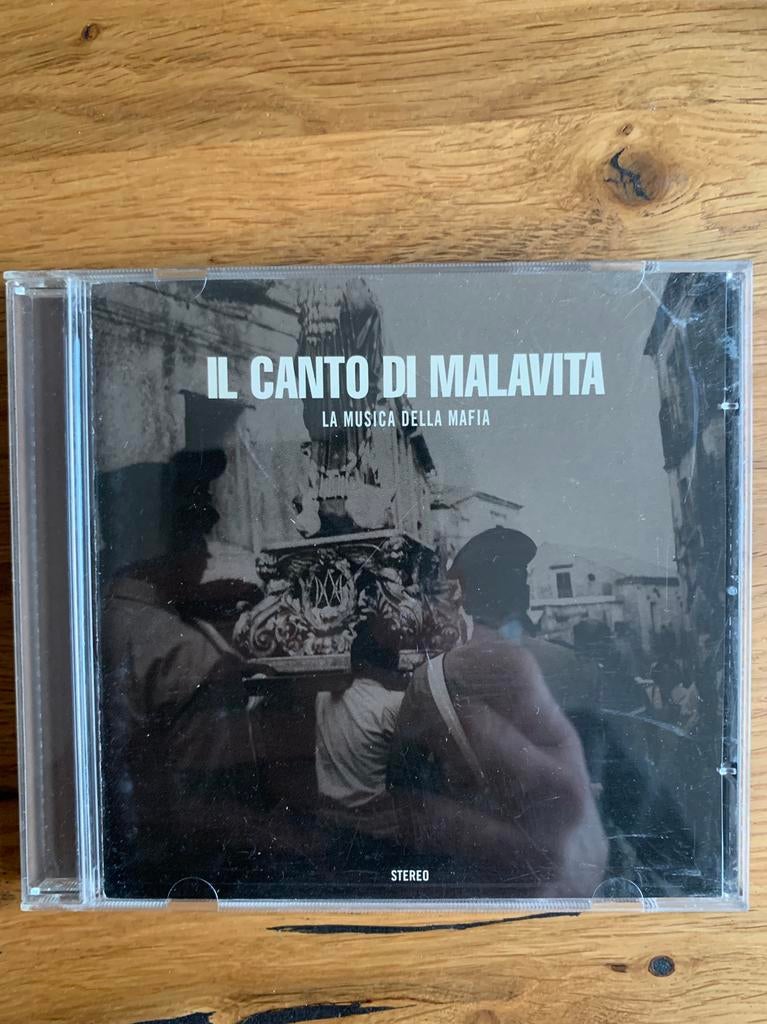 IL CANTO DI MALAVITA
LA MUSICA DELLA MAFIA
STEREO